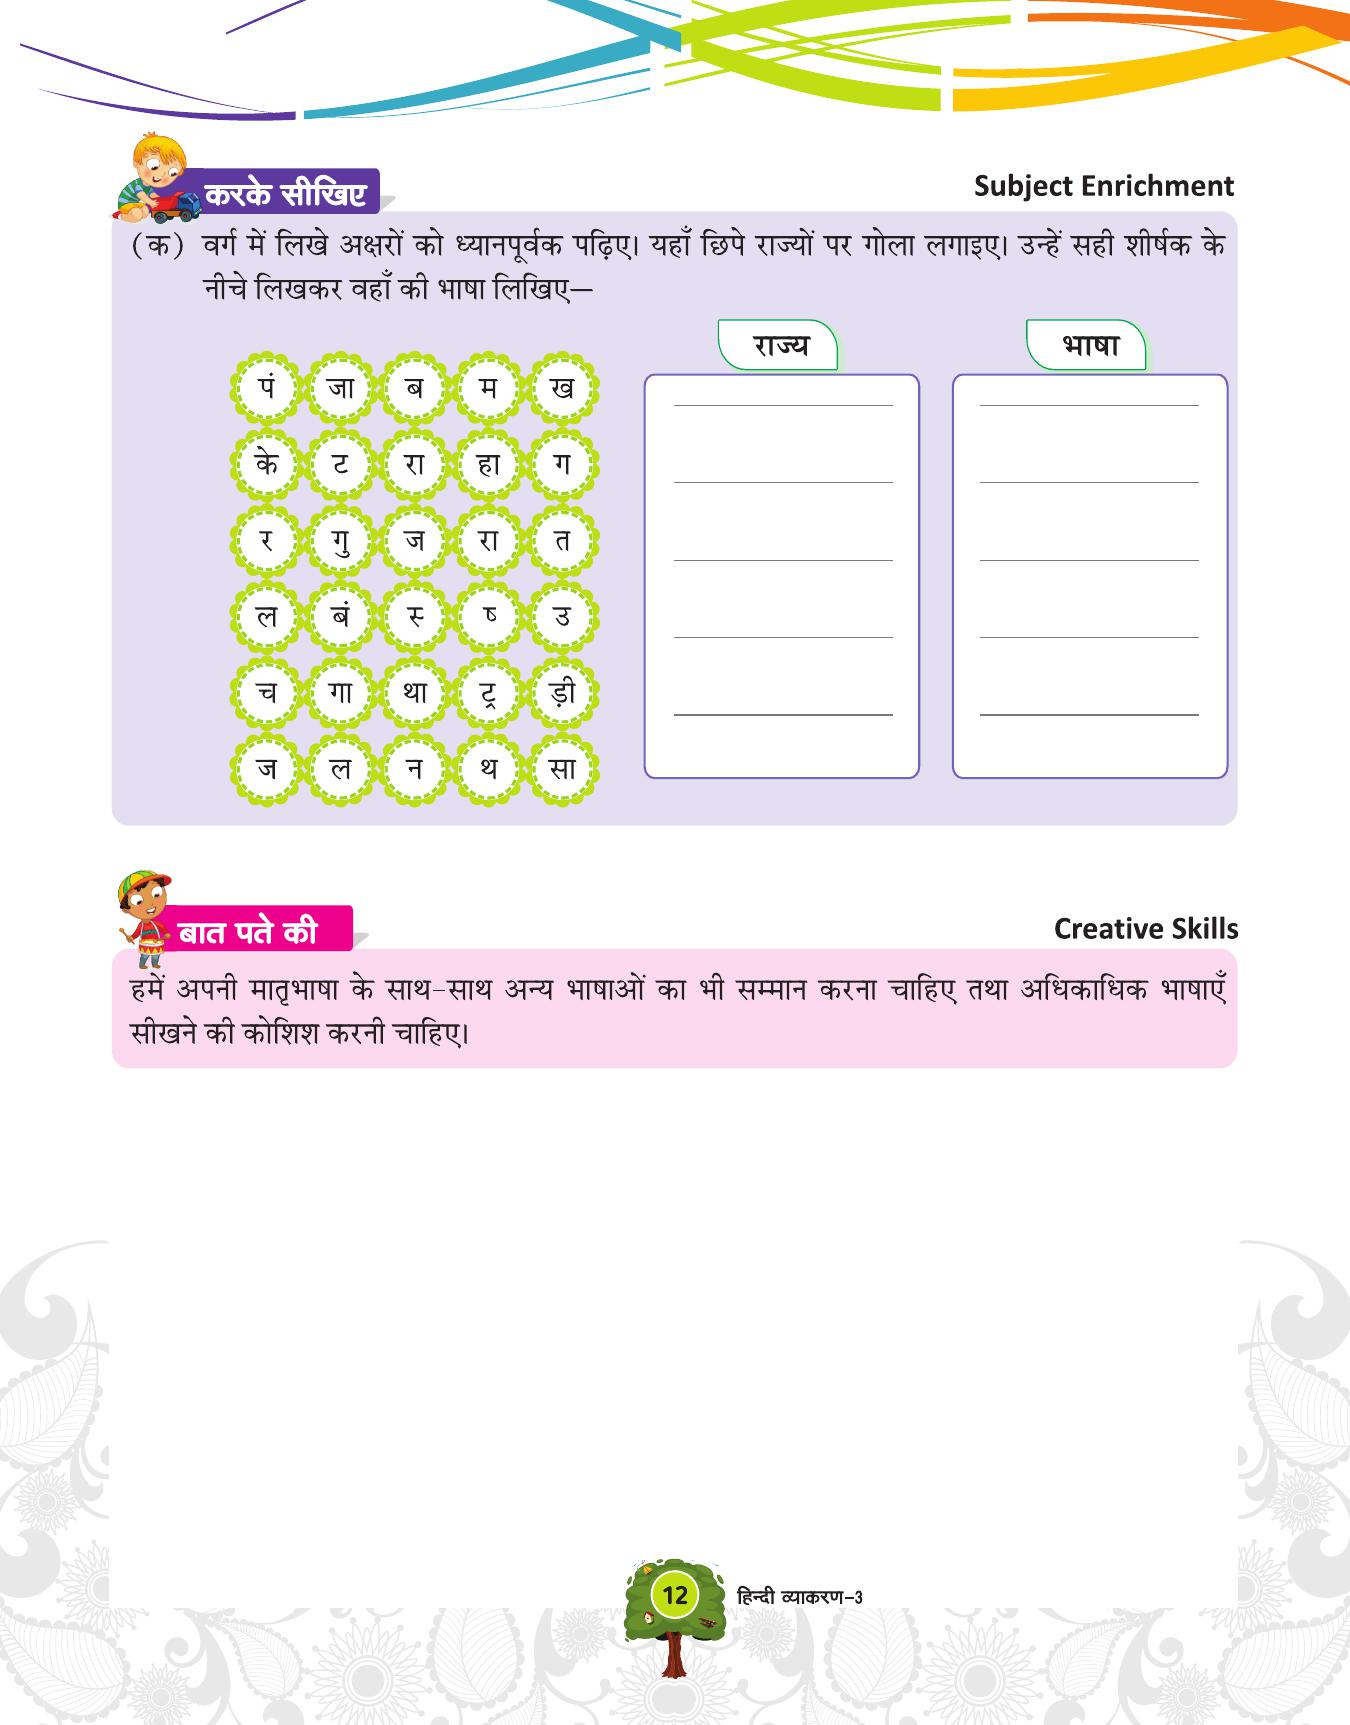 करके सीखिए
Subject Enrichment
(क) वर्ग में लिखे अक्षरों को ध्यानपूर्वक पढ़िए। यहाँ छिपे राज्यों पर गोला लगाइए। उन्हें सही शीर्षक के
नीचे लिखकर वहाँ की भाषा लिखिए—
पं जा ब म ख
के ट रा हा ग
र गु ज रा त
ल बं स्‍ ष्‍ उ
च गा था ट्र ड़ी
ज ल न थ सा
राज्य
भाषा
बात पते की
Creative Skills
हमें अपनी मातृभाषा के साथ-साथ अन्य भाषाओं का भी सम्मान करना चाहिए तथा अधिकाधिक भाषाएँ
सीखने की कोशिश करनी चाहिए।
12
हिन्दी व्याकरण-3